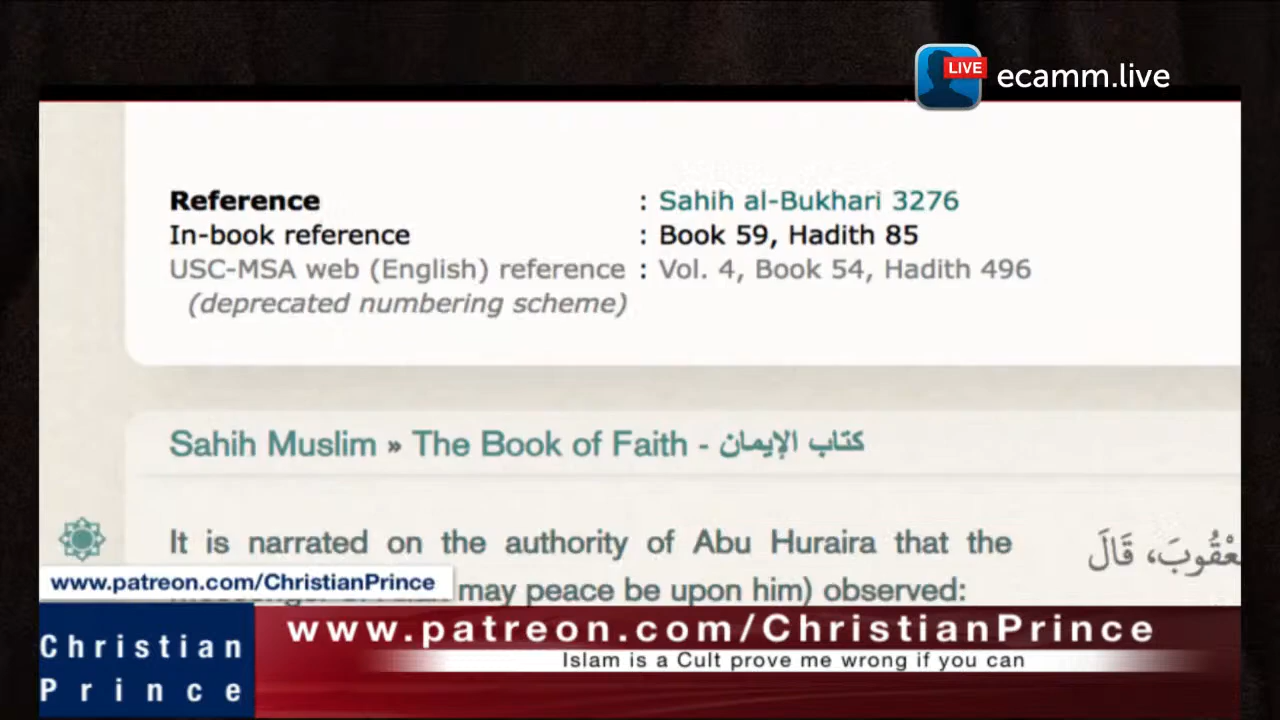 LIVE ecamm.live
Reference : Sahih al-Bukhari 3276
In-book reference : Book 59, Hadith 85
USC-MSA web (English) reference : Vol. 4, Book 54, Hadith 496
(deprecated numbering scheme)
Sahih Muslim » The Book of Faith - كتاب الإيمان
It is narrated on the authority of Abu Huraira that the
قَالَ
may peace be upon him) observed:
www.patreon.com/ChristianPrince
www.patreon.com/ChristianPrince
Islam is a Cult prove me wrong if you can
Christian
Prince